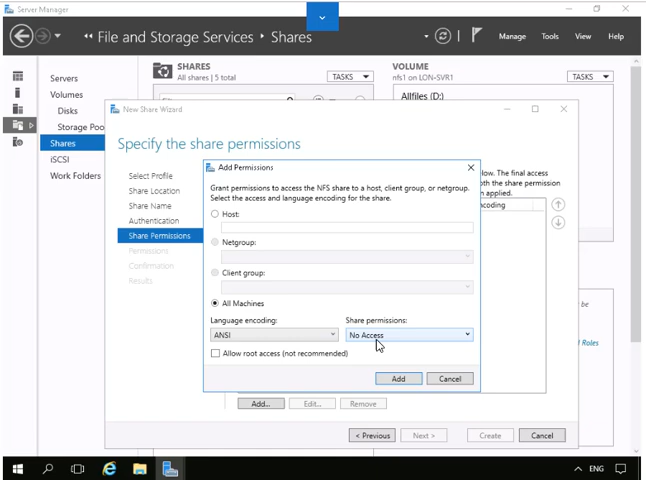 Server Manager
File and Storage Services
Shares
Manage
Tools
View
Help
Servers
Volumes
Disks
Storage Poo
Shares
iSCSI
Work Folders
SHARES
All shares | 5 total
TASKS
VOLUME
nfs1 on LON-SVR1
TASKS
Allfiles (D:)
New Share Wizard
Specify the share permissions
Select Profile
Share Location
Share Name
Authentication
Share Permissions
Permissions
Confirmation
Results
low. The final access
oth the share permission
n applied.
ncoding
Add Permissions
Grant permissions to access the NFS share to a host, client group, or netgroup.
Select the access and language encoding for the share.
Host:
Netgroup:
Client group:
All Machines
Language encoding:
Share permissions:
ANSI
No Access
Allow root access (not recommended)
Add
Cancel
Add...
Edit...
Remove
< Previous
Next >
Create
Cancel
be
Roles
ENG